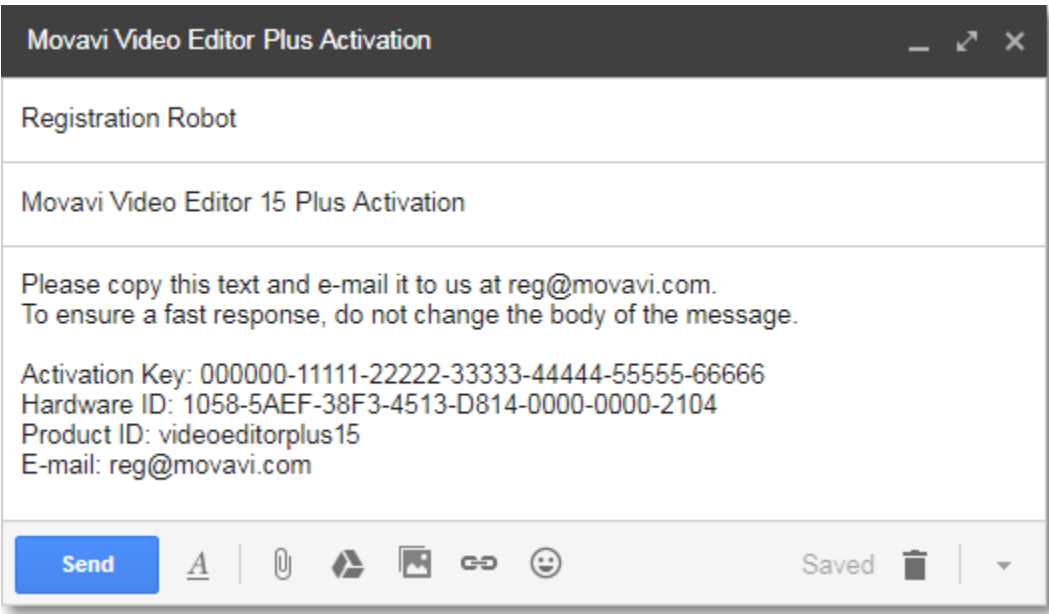 Movavi Video Editor Plus Activation
Registration Robot
Movavi Video Editor 15 Plus Activation
Please copy this text and e-mail it to us at reg@movavi.com.
To ensure a fast response, do not change the body of the message.
Activation Key: 000000-11111-22222-33333-44444-55555-66666
Hardware ID: 1058-5AEF-38F3-4513-D814-0000-0000-2104
Product ID: videoeditorplus15
E-mail: reg@movavi.com
Send A Saved